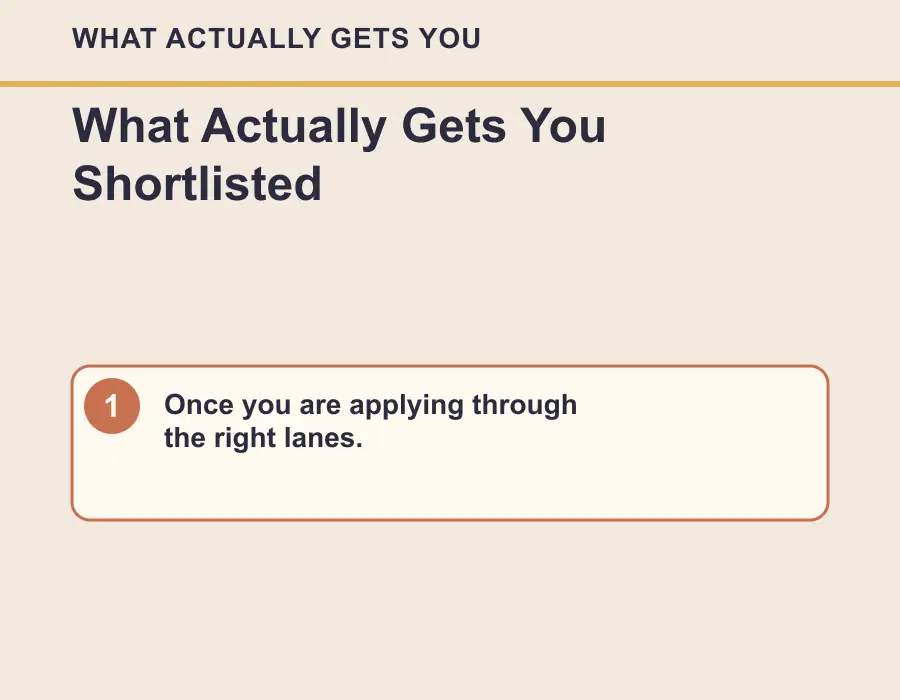 WHAT ACTUALLY GETS YOU
What Actually Gets You
Shortlisted
1
Once you are applying through
the right lanes.